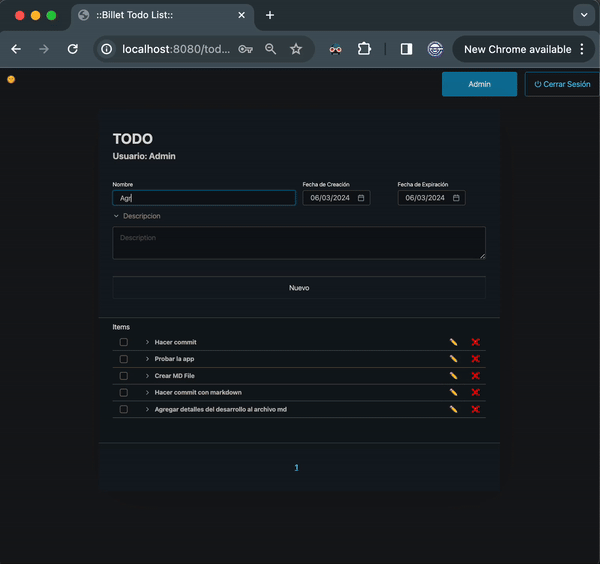 ::Billet Todo List::
localhost:8080/tod...
New Chrome available
Admin
Cerrar Sesión
TODO
Usuario: Admin
Nombre
Fecha de Creación
Fecha de Expiración
Agr
06/03/2024
06/03/2024
Descripcion
Description
Nuevo
Items
Hacer commit
Probar la app
Crear MD File
Hacer commit con markdown
Agregar detalles del desarrollo al archivo md
1